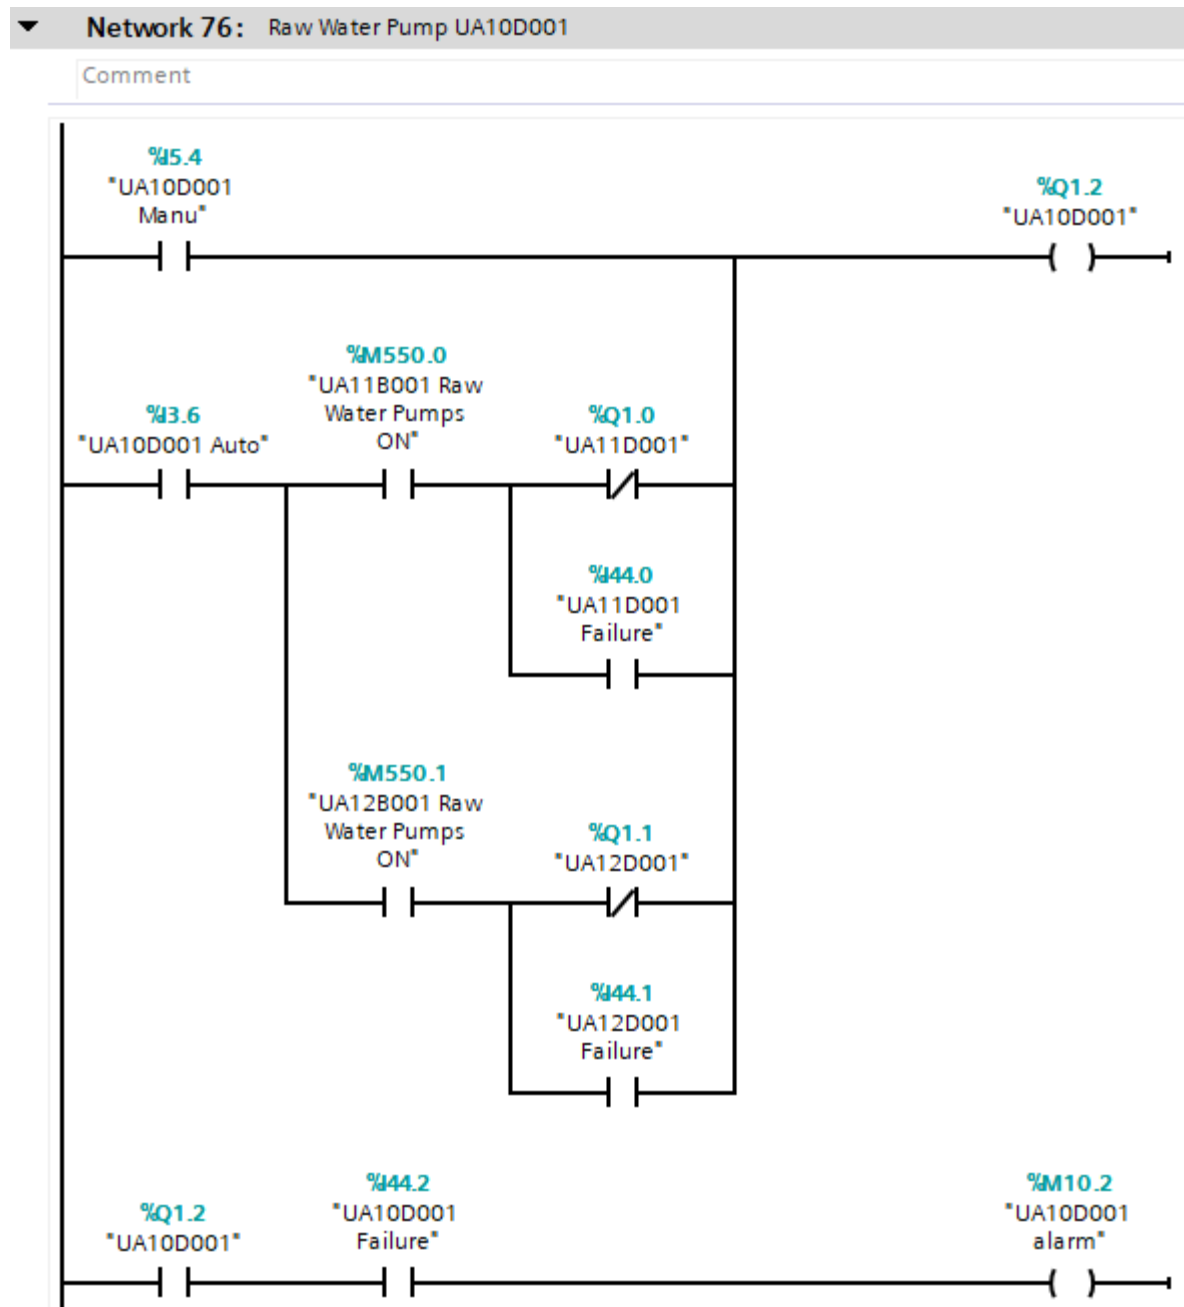 Network 76: Raw Water Pump UA10D001
Comment
%I5.4
"UA10D001
Manu"
%Q1.2
"UA10D001"
%I3.6
"UA10D001 Auto"
%M550.0
"UA11B001 Raw
Water Pumps
ON"
%Q1.0
"UA11D001"
%I44.0
"UA11D001
Failure"
%M550.1
"UA12B001 Raw
Water Pumps
ON"
%Q1.1
"UA12D001"
%I44.1
"UA12D001
Failure"
%Q1.2
"UA10D001"
%I44.2
"UA10D001
Failure"
%M10.2
"UA10D001
alarm"